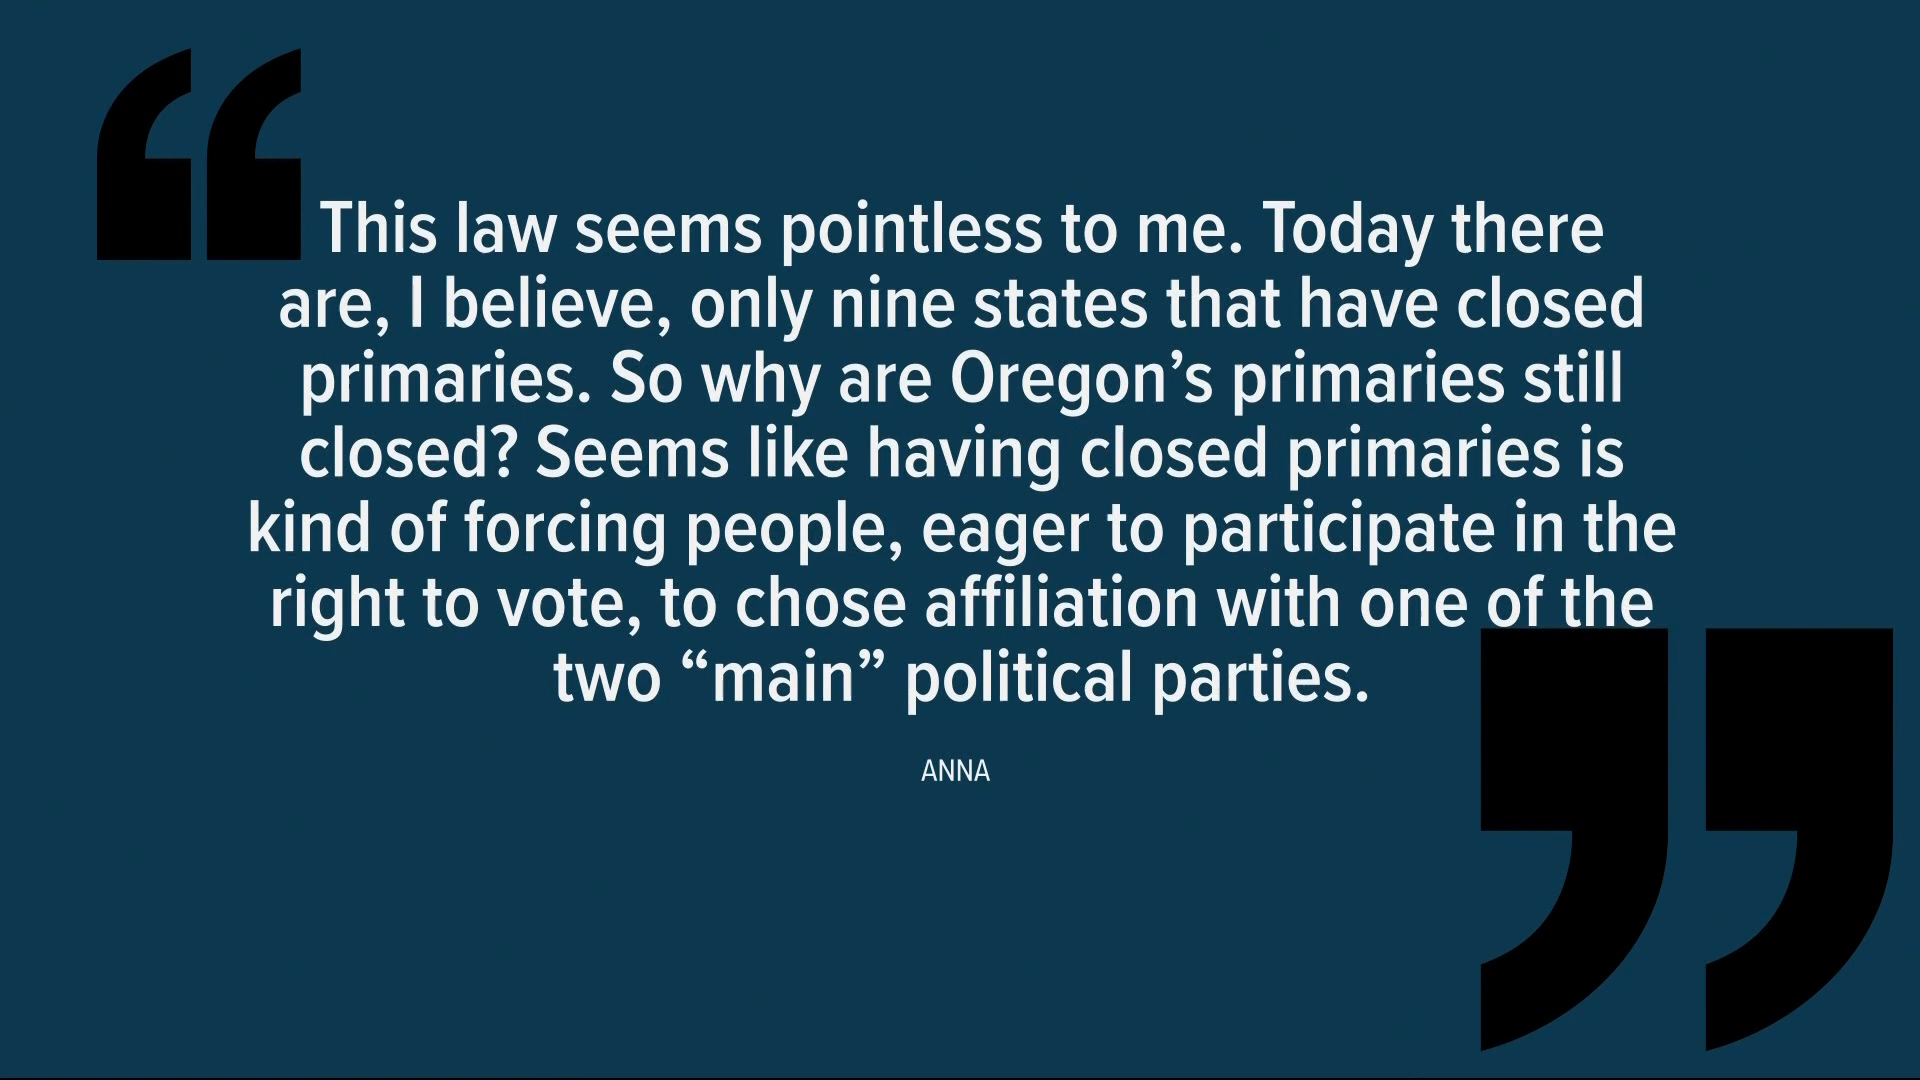 This law seems pointless to me. Today there
are, I believe, only nine states that have closed
primaries. So why are Oregon’s primaries still
closed? Seems like having closed primaries is
kind of forcing people, eager to participate in the
right to vote, to chose affiliation with one of the
two “main” political parties.
ANNA